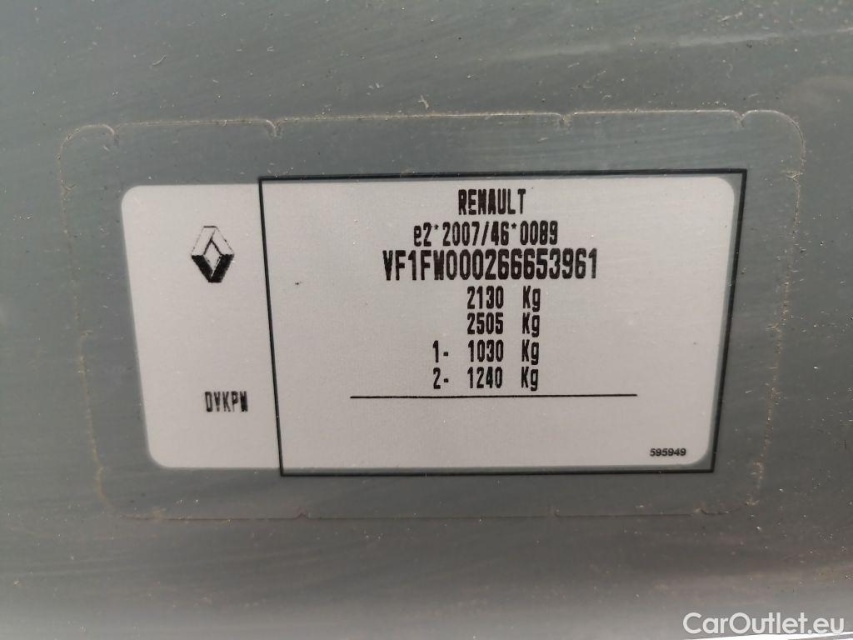 RENAULT
e2*2007/46*0089
VF1FW000266653961
2130 Kg
2505 Kg
1- 1030 Kg
2- 1240 Kg
DVKPW
595949
CarOutlet.eu